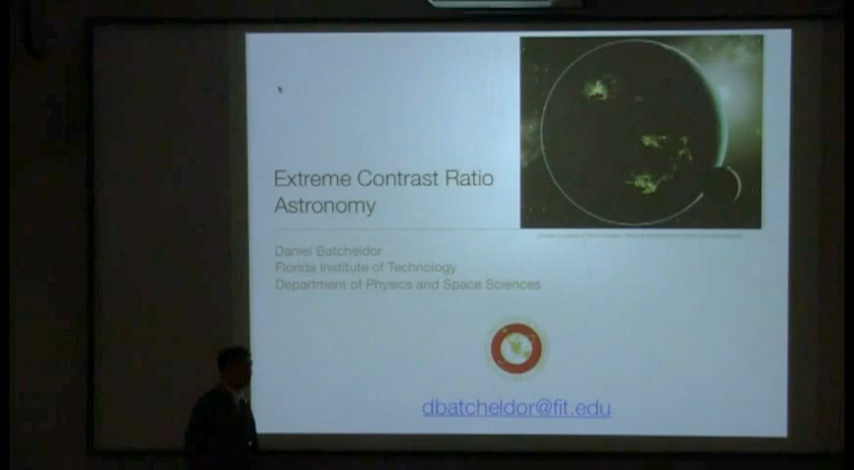 Extreme Contrast Ratio
Astronomy
Daniel Batcheldor
Florida Institute of Technology
Department of Physics and Space Sciences
dbatcheldor@fit.edu